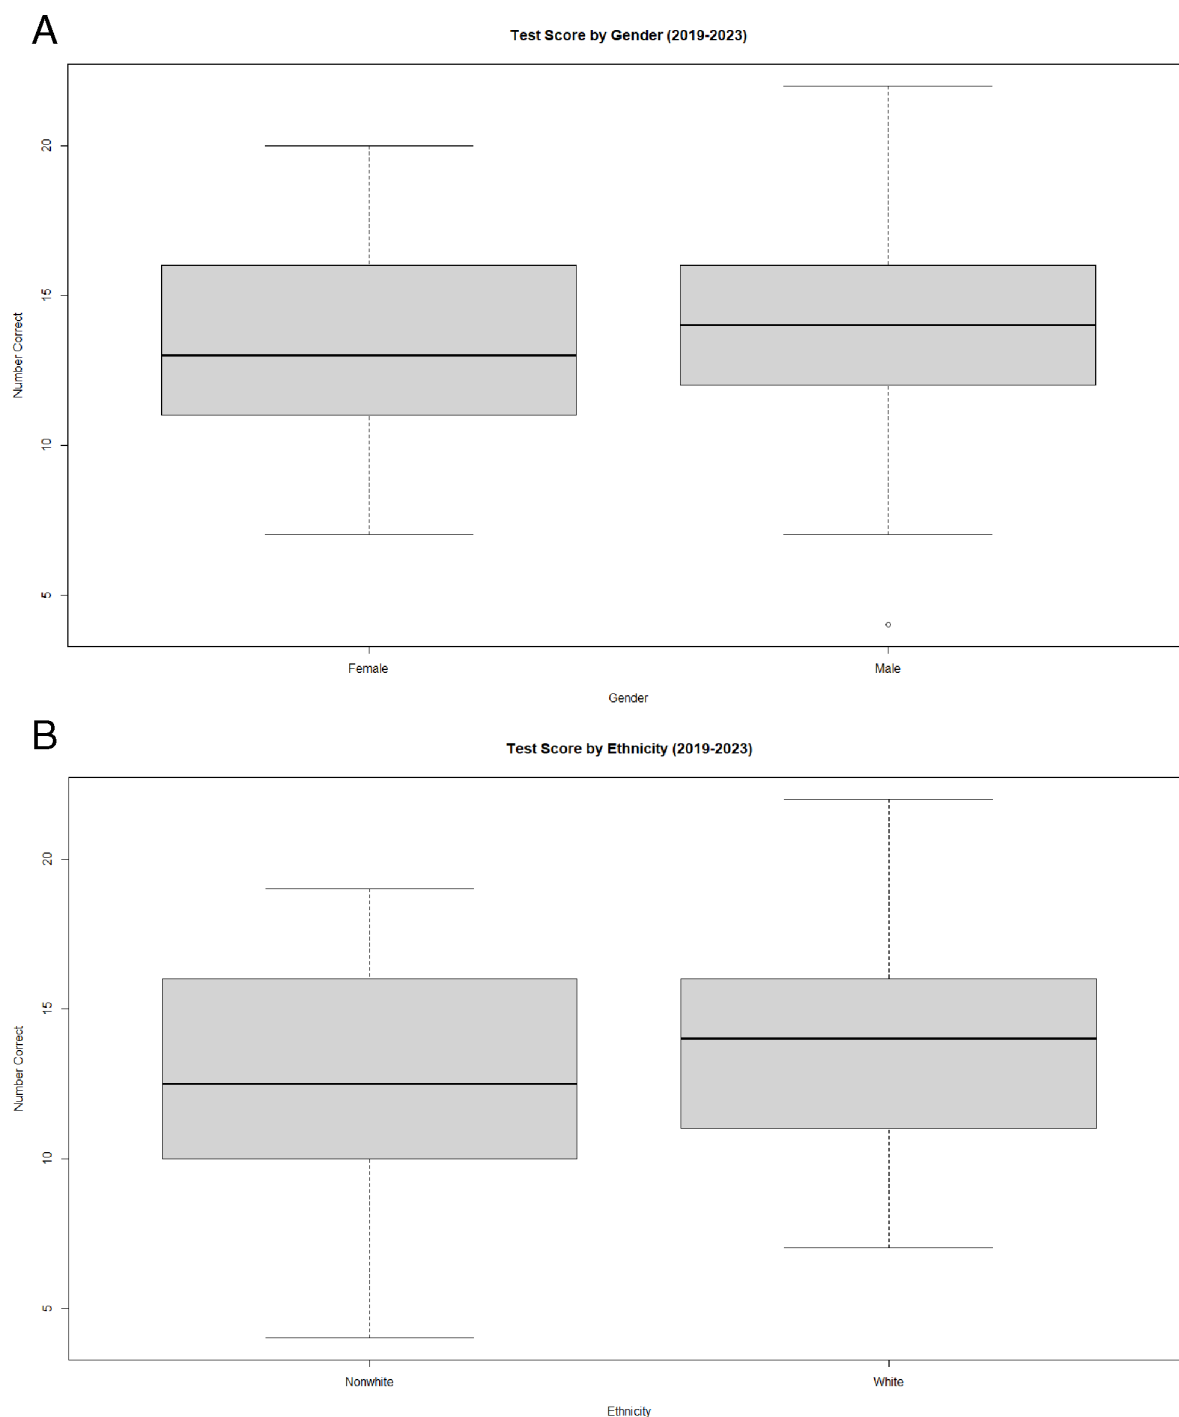 A
Test Score by Gender (2019-2023)
20
15
10
5
Number Correct
Female
Male
Gender
B
Test Score by Ethnicity (2019-2023)
20
15
10
5
Number Correct
Nonwhite
White
Ethnicity